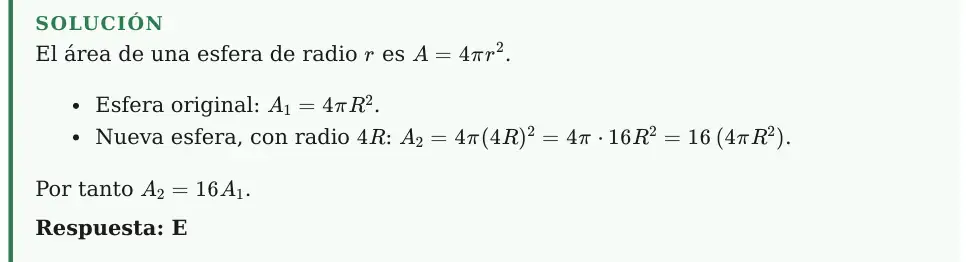 SOLUCIÓN
El área de una esfera de radio r es A = 4πr².
• Esfera original: A₁ = 4πR².
• Nueva esfera, con radio 4R: A₂ = 4π(4R)² = 4π · 16R² = 16 (4πR²).
Por tanto A₂ = 16A₁.
Respuesta: E